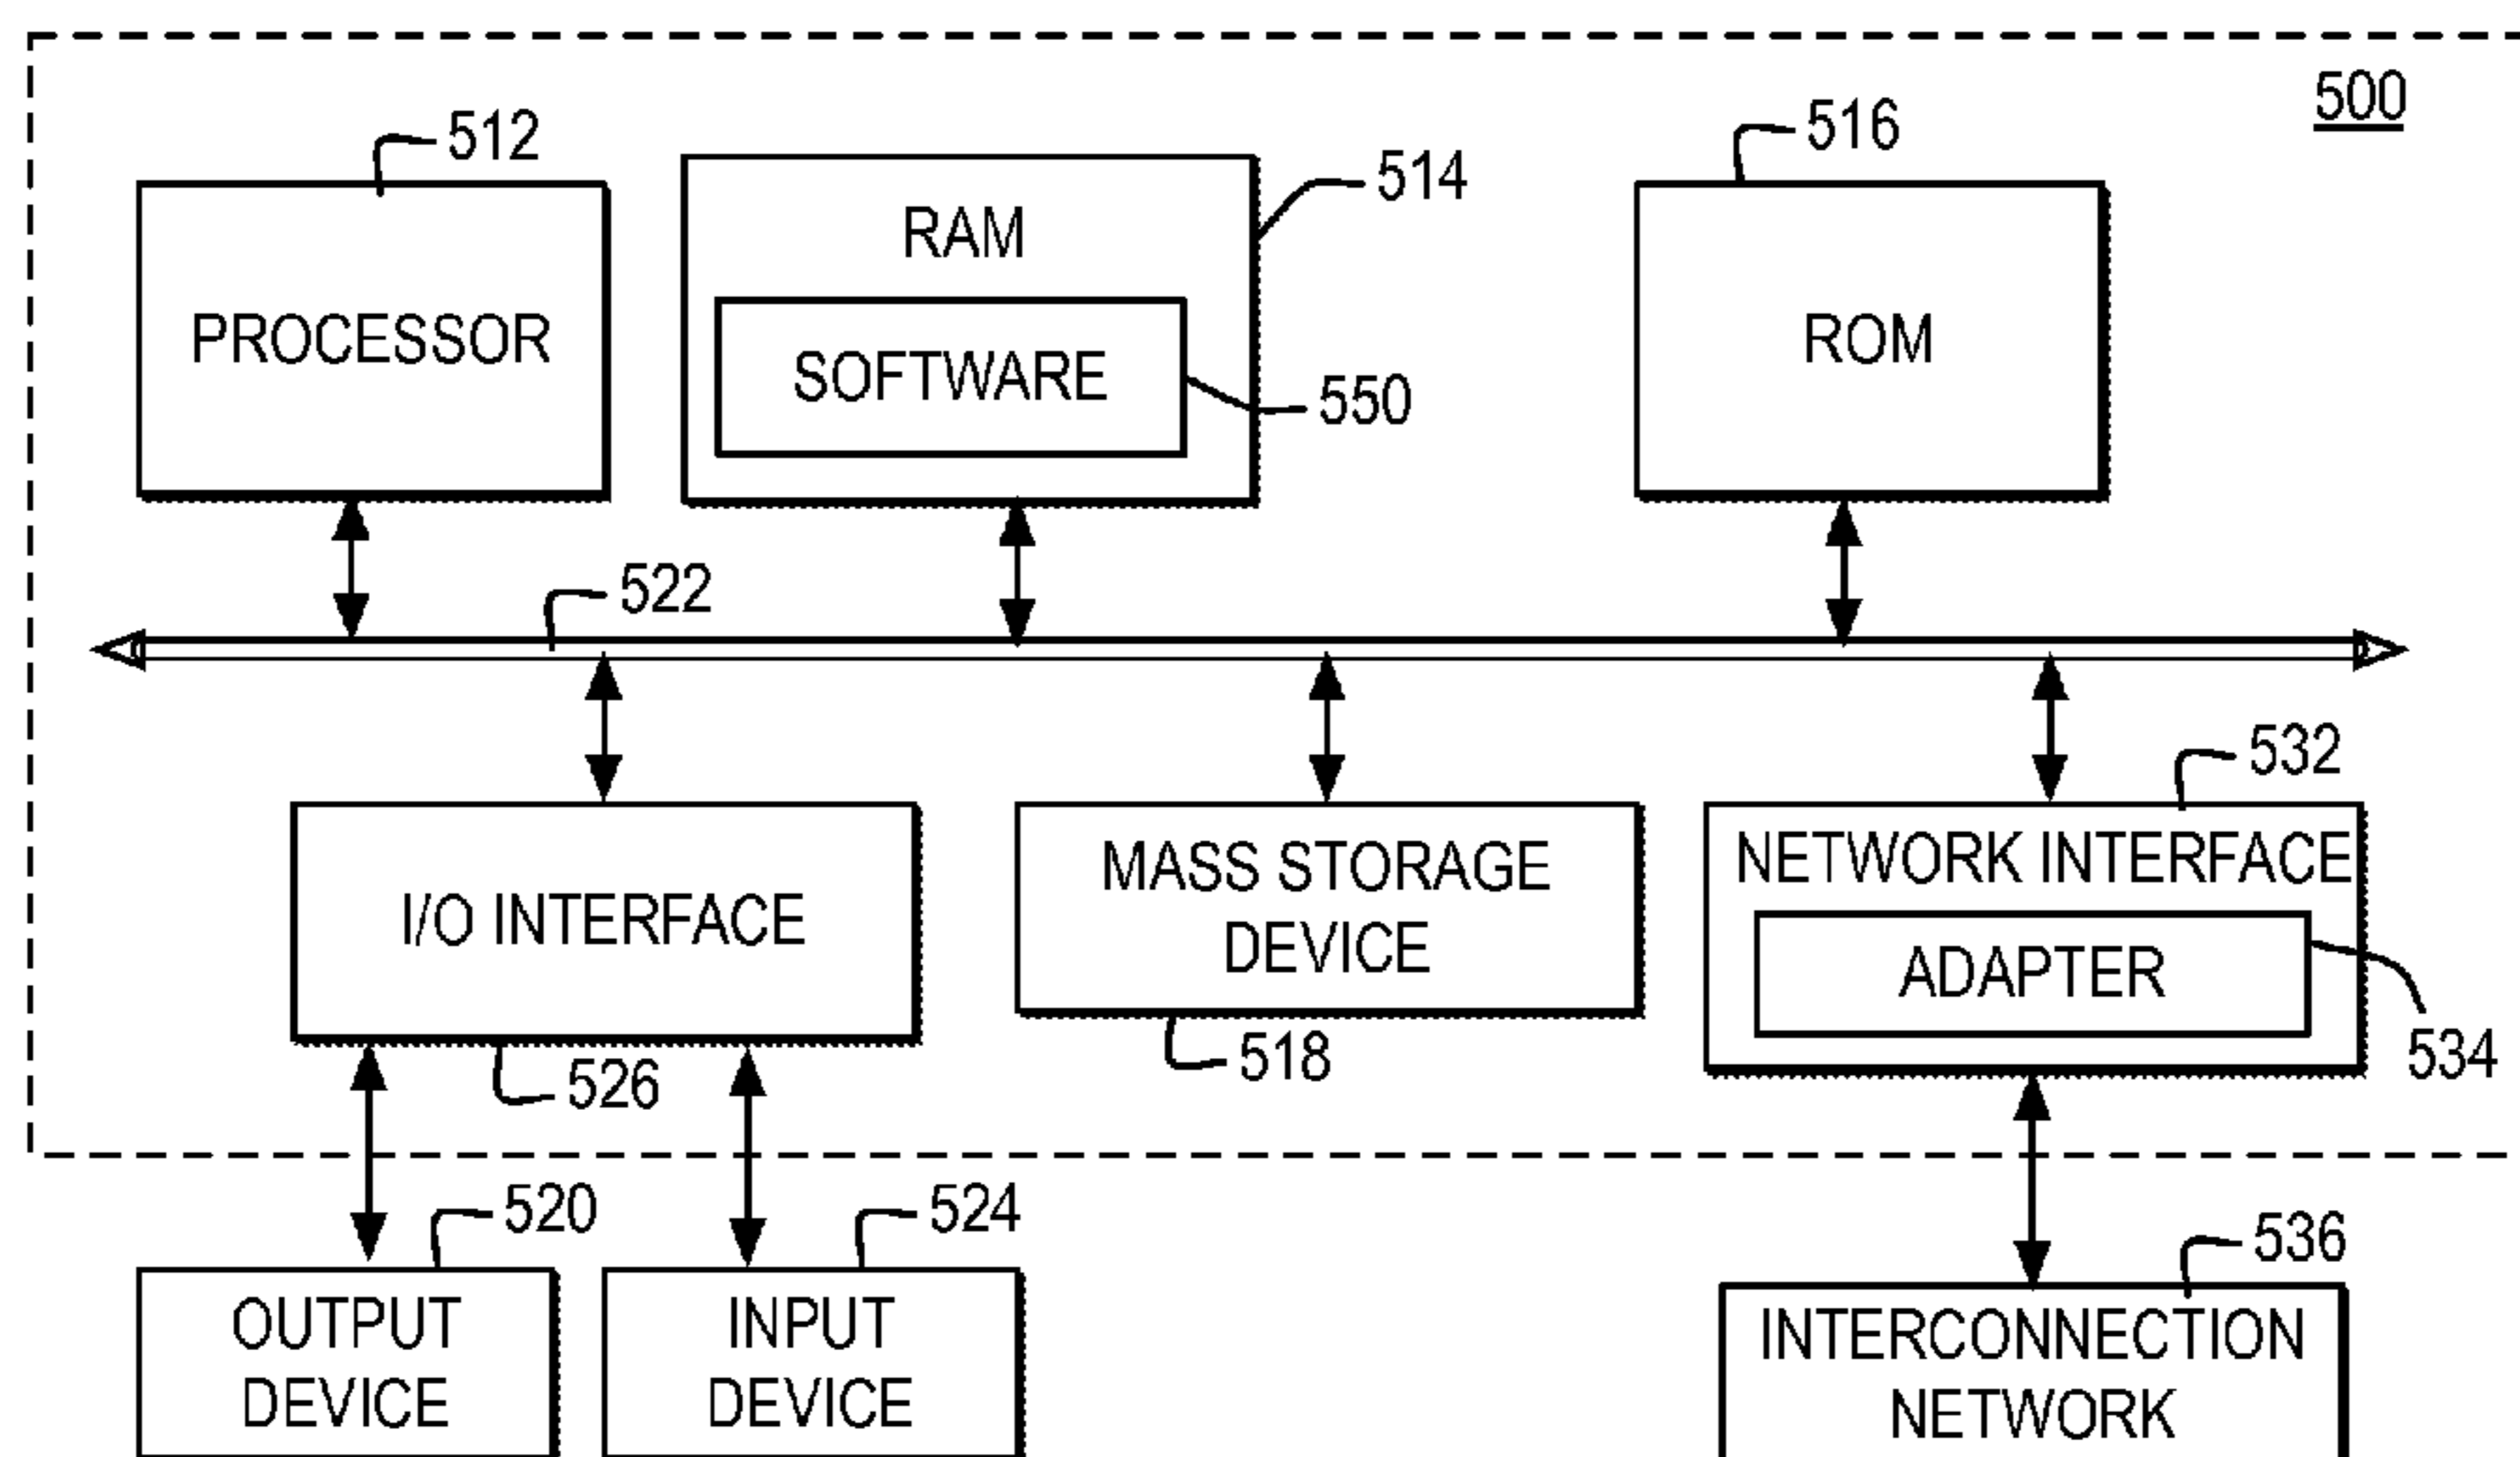 500
512
516
514
RAM
PROCESSOR
ROM
SOFTWARE
550
522
532
MASS STORAGE
DEVICE
NETWORK INTERFACE
I/O INTERFACE
ADAPTER
526
518
534
520
524
536
OUTPUT
DEVICE
INPUT
DEVICE
INTERCONNECTION
NETWORK